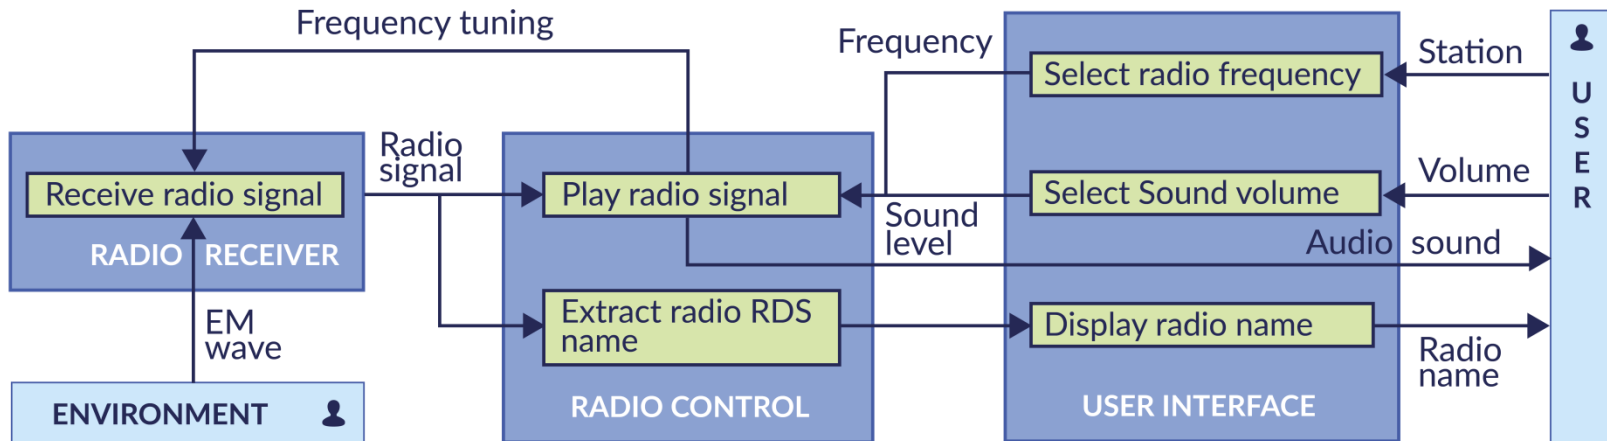 Frequency tuning
Frequency
Select radio frequency
Station
U
S
E
R
Radio
signal
Receive radio signal
Play radio signal
Select Sound volume
Volume
Sound
level
RADIO RECEIVER
Audio sound
EM
wave
Extract radio RDS
name
Display radio name
Radio
name
ENVIRONMENT
RADIO CONTROL
USER INTERFACE